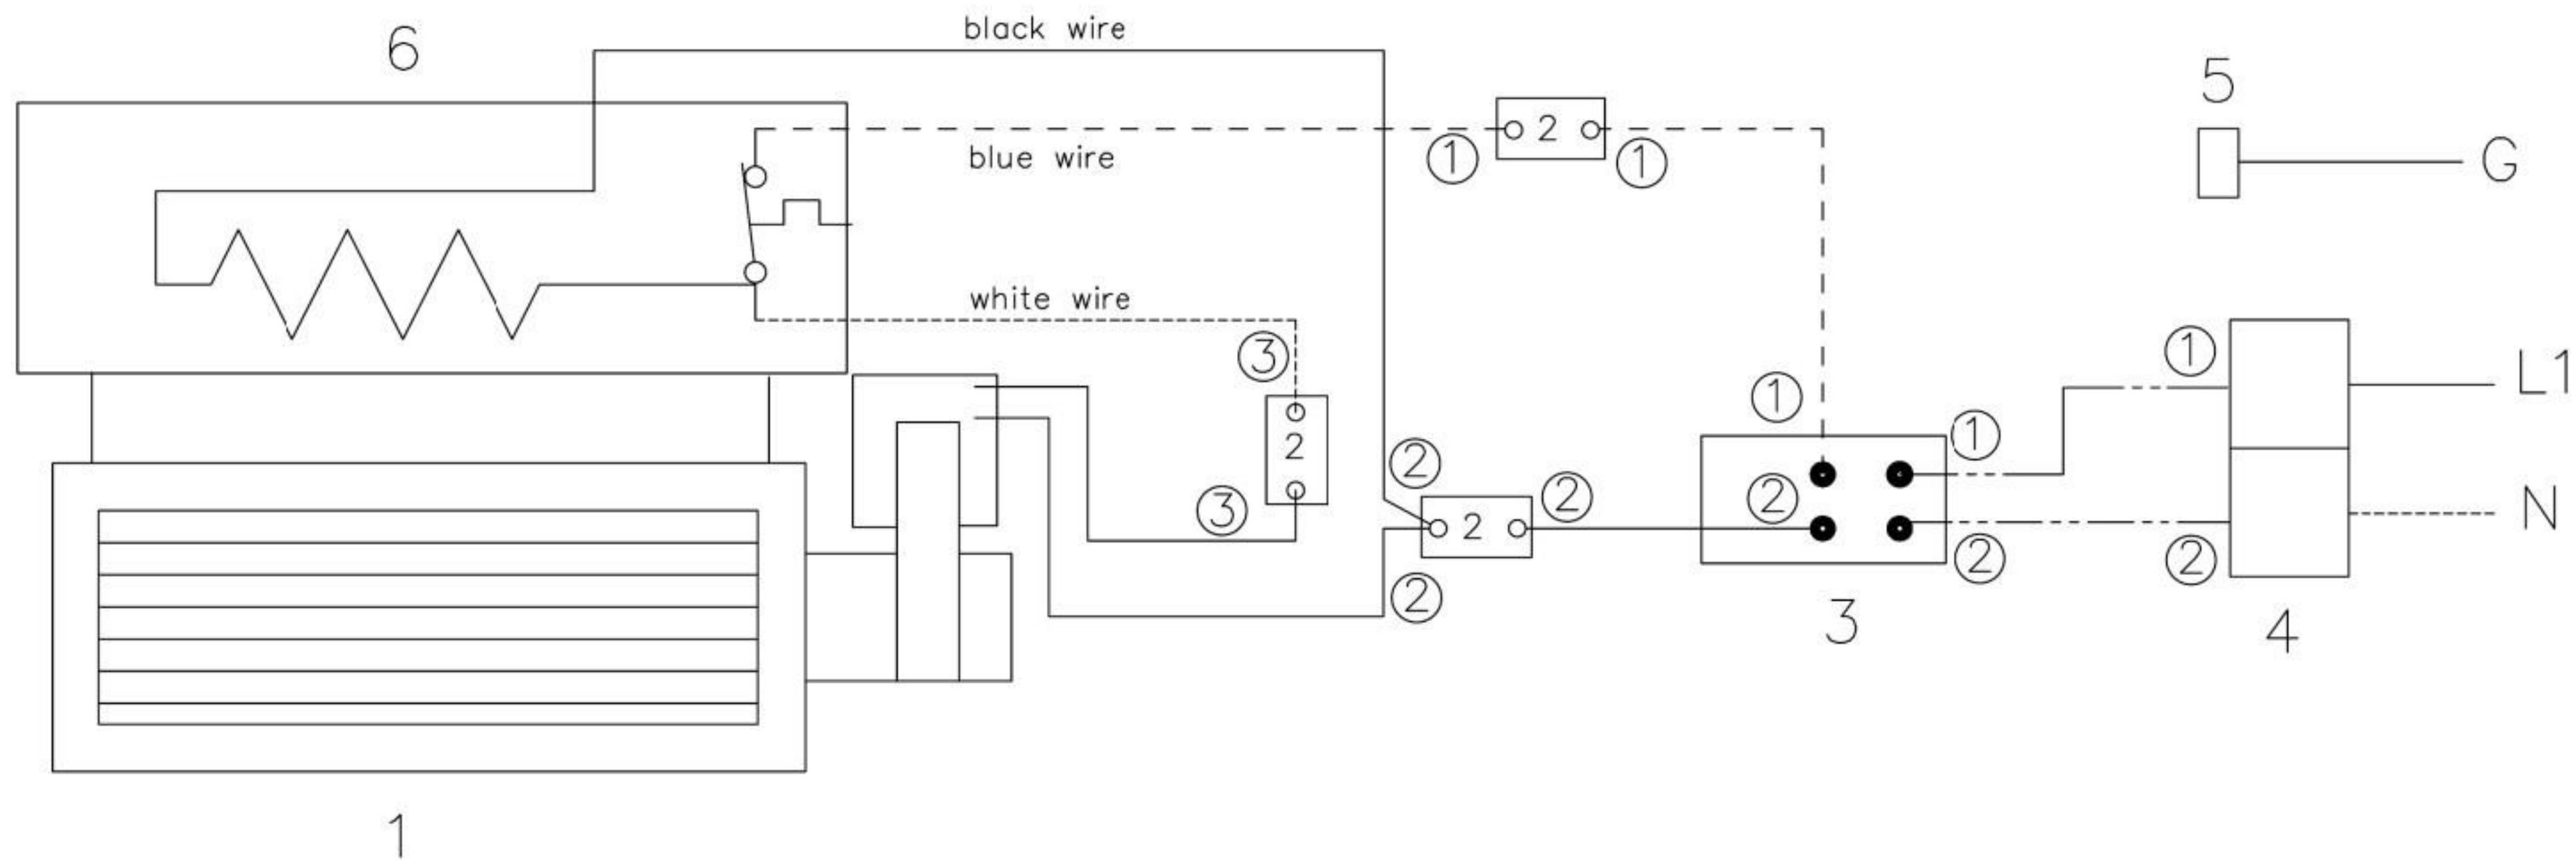 6
black wire
5
2
① ①
blue wire
G
white wire
③
① L1
①
①
2
②
③ ② ②
2
② ②
N
②
3
4
1